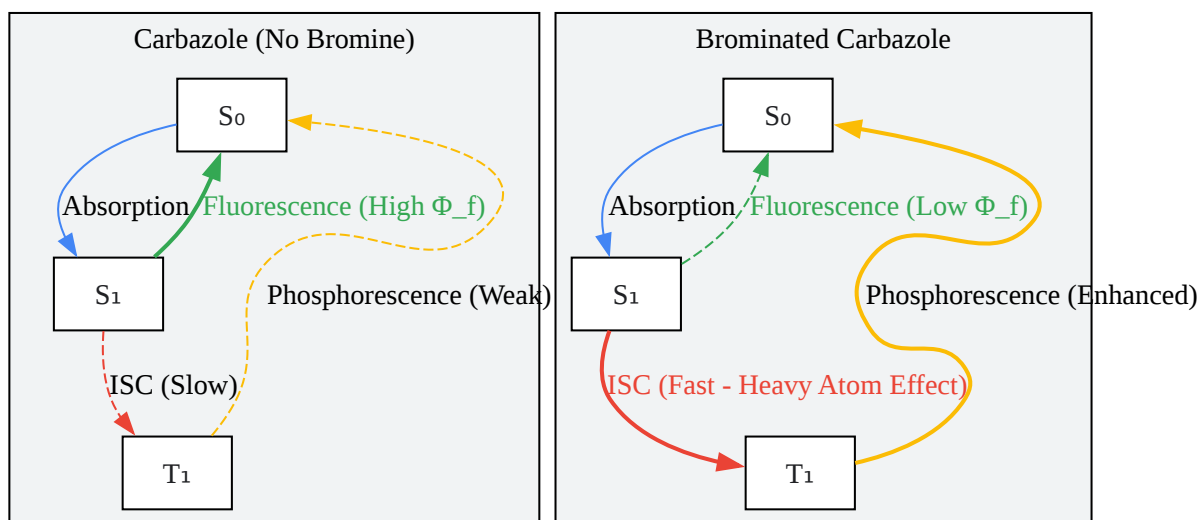 Carbazole (No Bromine)
S₀
Absorption
Fluorescence (High Φ_f)
S₁
Phosphorescence (Weak)
ISC (Slow)
T₁
Brominated Carbazole
S₀
Absorption
Fluorescence (Low Φ_f)
S₁
Phosphorescence (Enhanced)
ISC (Fast - Heavy Atom Effect)
T₁